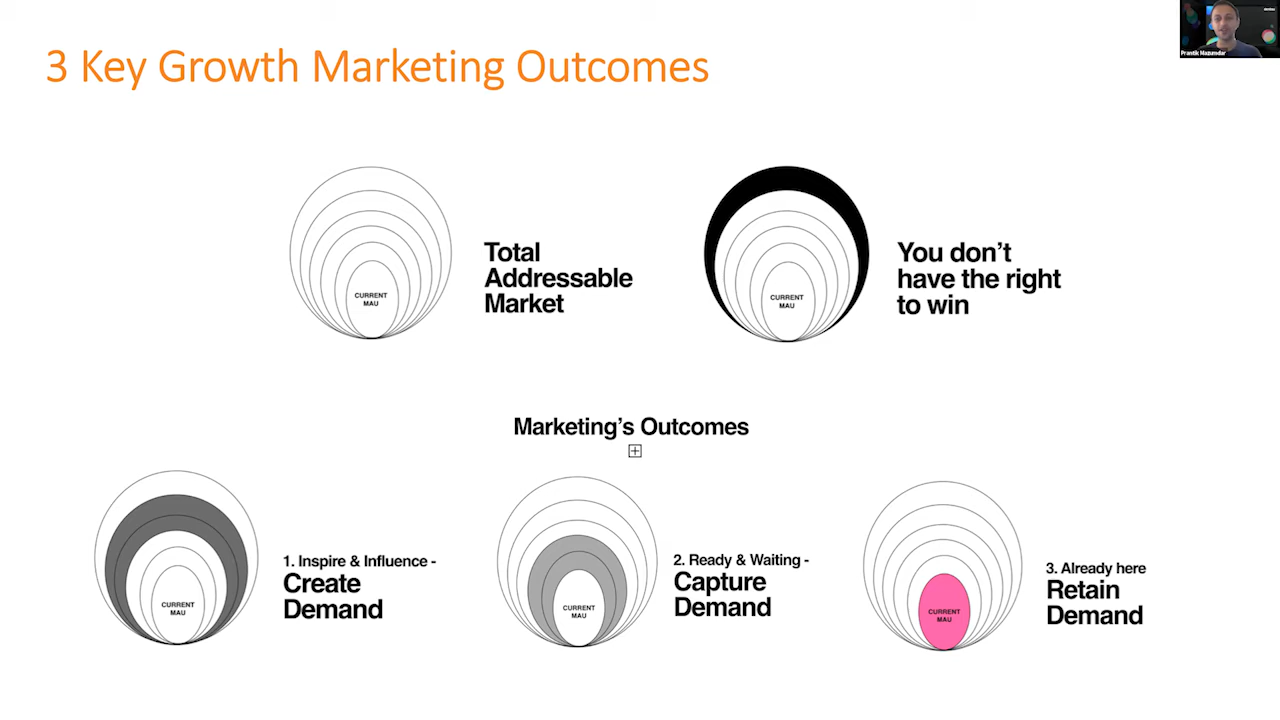 3 Key Growth Marketing Outcomes
Prantik Mazumdar
CURRENT
MAU
Total
Addressable
Market
CURRENT
MAU
You don't
have the right
to win
Marketing's Outcomes
CURRENT
MAU
1. Inspire & Influence -
Create
Demand
CURRENT
MAU
2. Ready & Waiting -
Capture
Demand
CURRENT
MAU
3. Already here
Retain
Demand